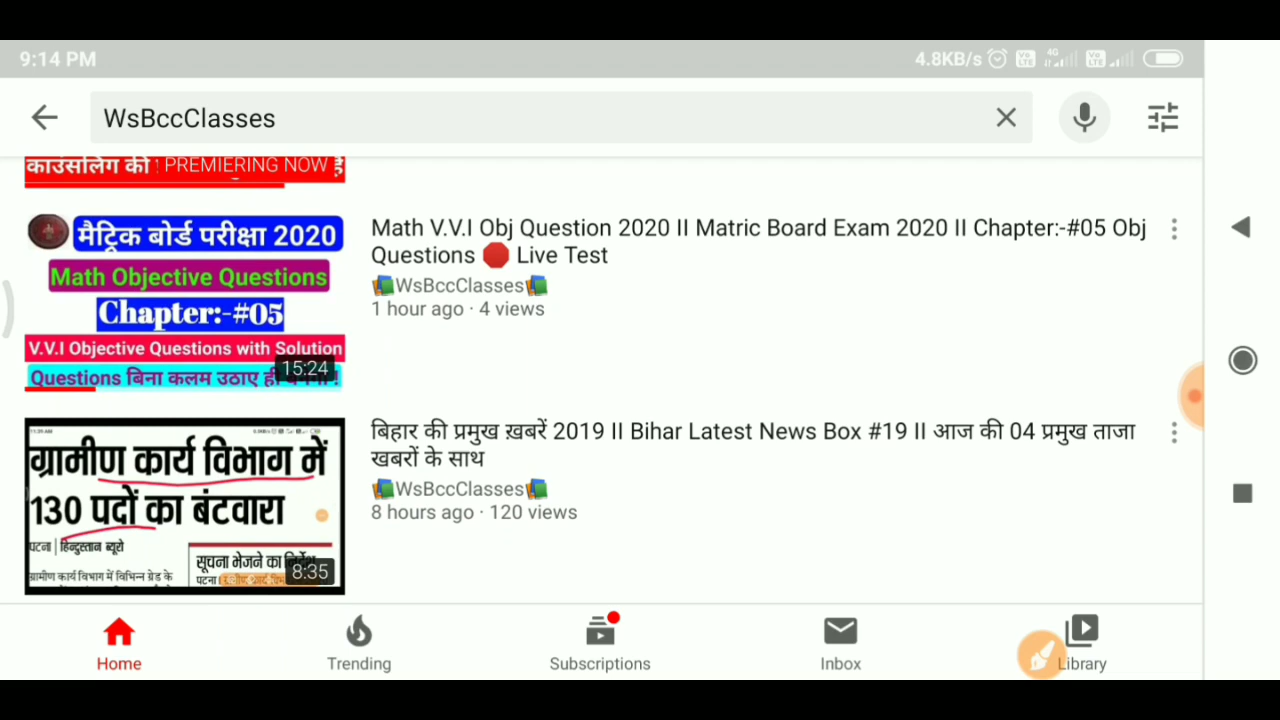 9:14 PM
4.8KB/s
4G
WsBccClasses
काउंसलिंग की
PREMIERING NOW
है
मैट्रिक बोर्ड परीक्षा 2020
Math Objective Questions
Chapter:-#05
V.V.I Objective Questions with Solution
Questions बिना कलम उठाए ही
15:24
Math V.V.I Obj Question 2020 II Matric Board Exam 2020 II Chapter:-#05 Obj
Questions 🛑 Live Test
WsBccClasses
1 hour ago · 4 views
ग्रामीण कार्य विभाग में
130 पदों का बंटवारा
पटना | हिन्दुस्तान ब्यूरो
सूचना भेजने का
ग्रामीण कार्य विभाग में विभिन्न ग्रेड के
पटना
8:35
बिहार की प्रमुख ख़बरें 2019 II Bihar Latest News Box #19 II आज की 04 प्रमुख ताजा
खबरों के साथ
WsBccClasses
8 hours ago · 120 views
Home
Trending
Subscriptions
Inbox
Library